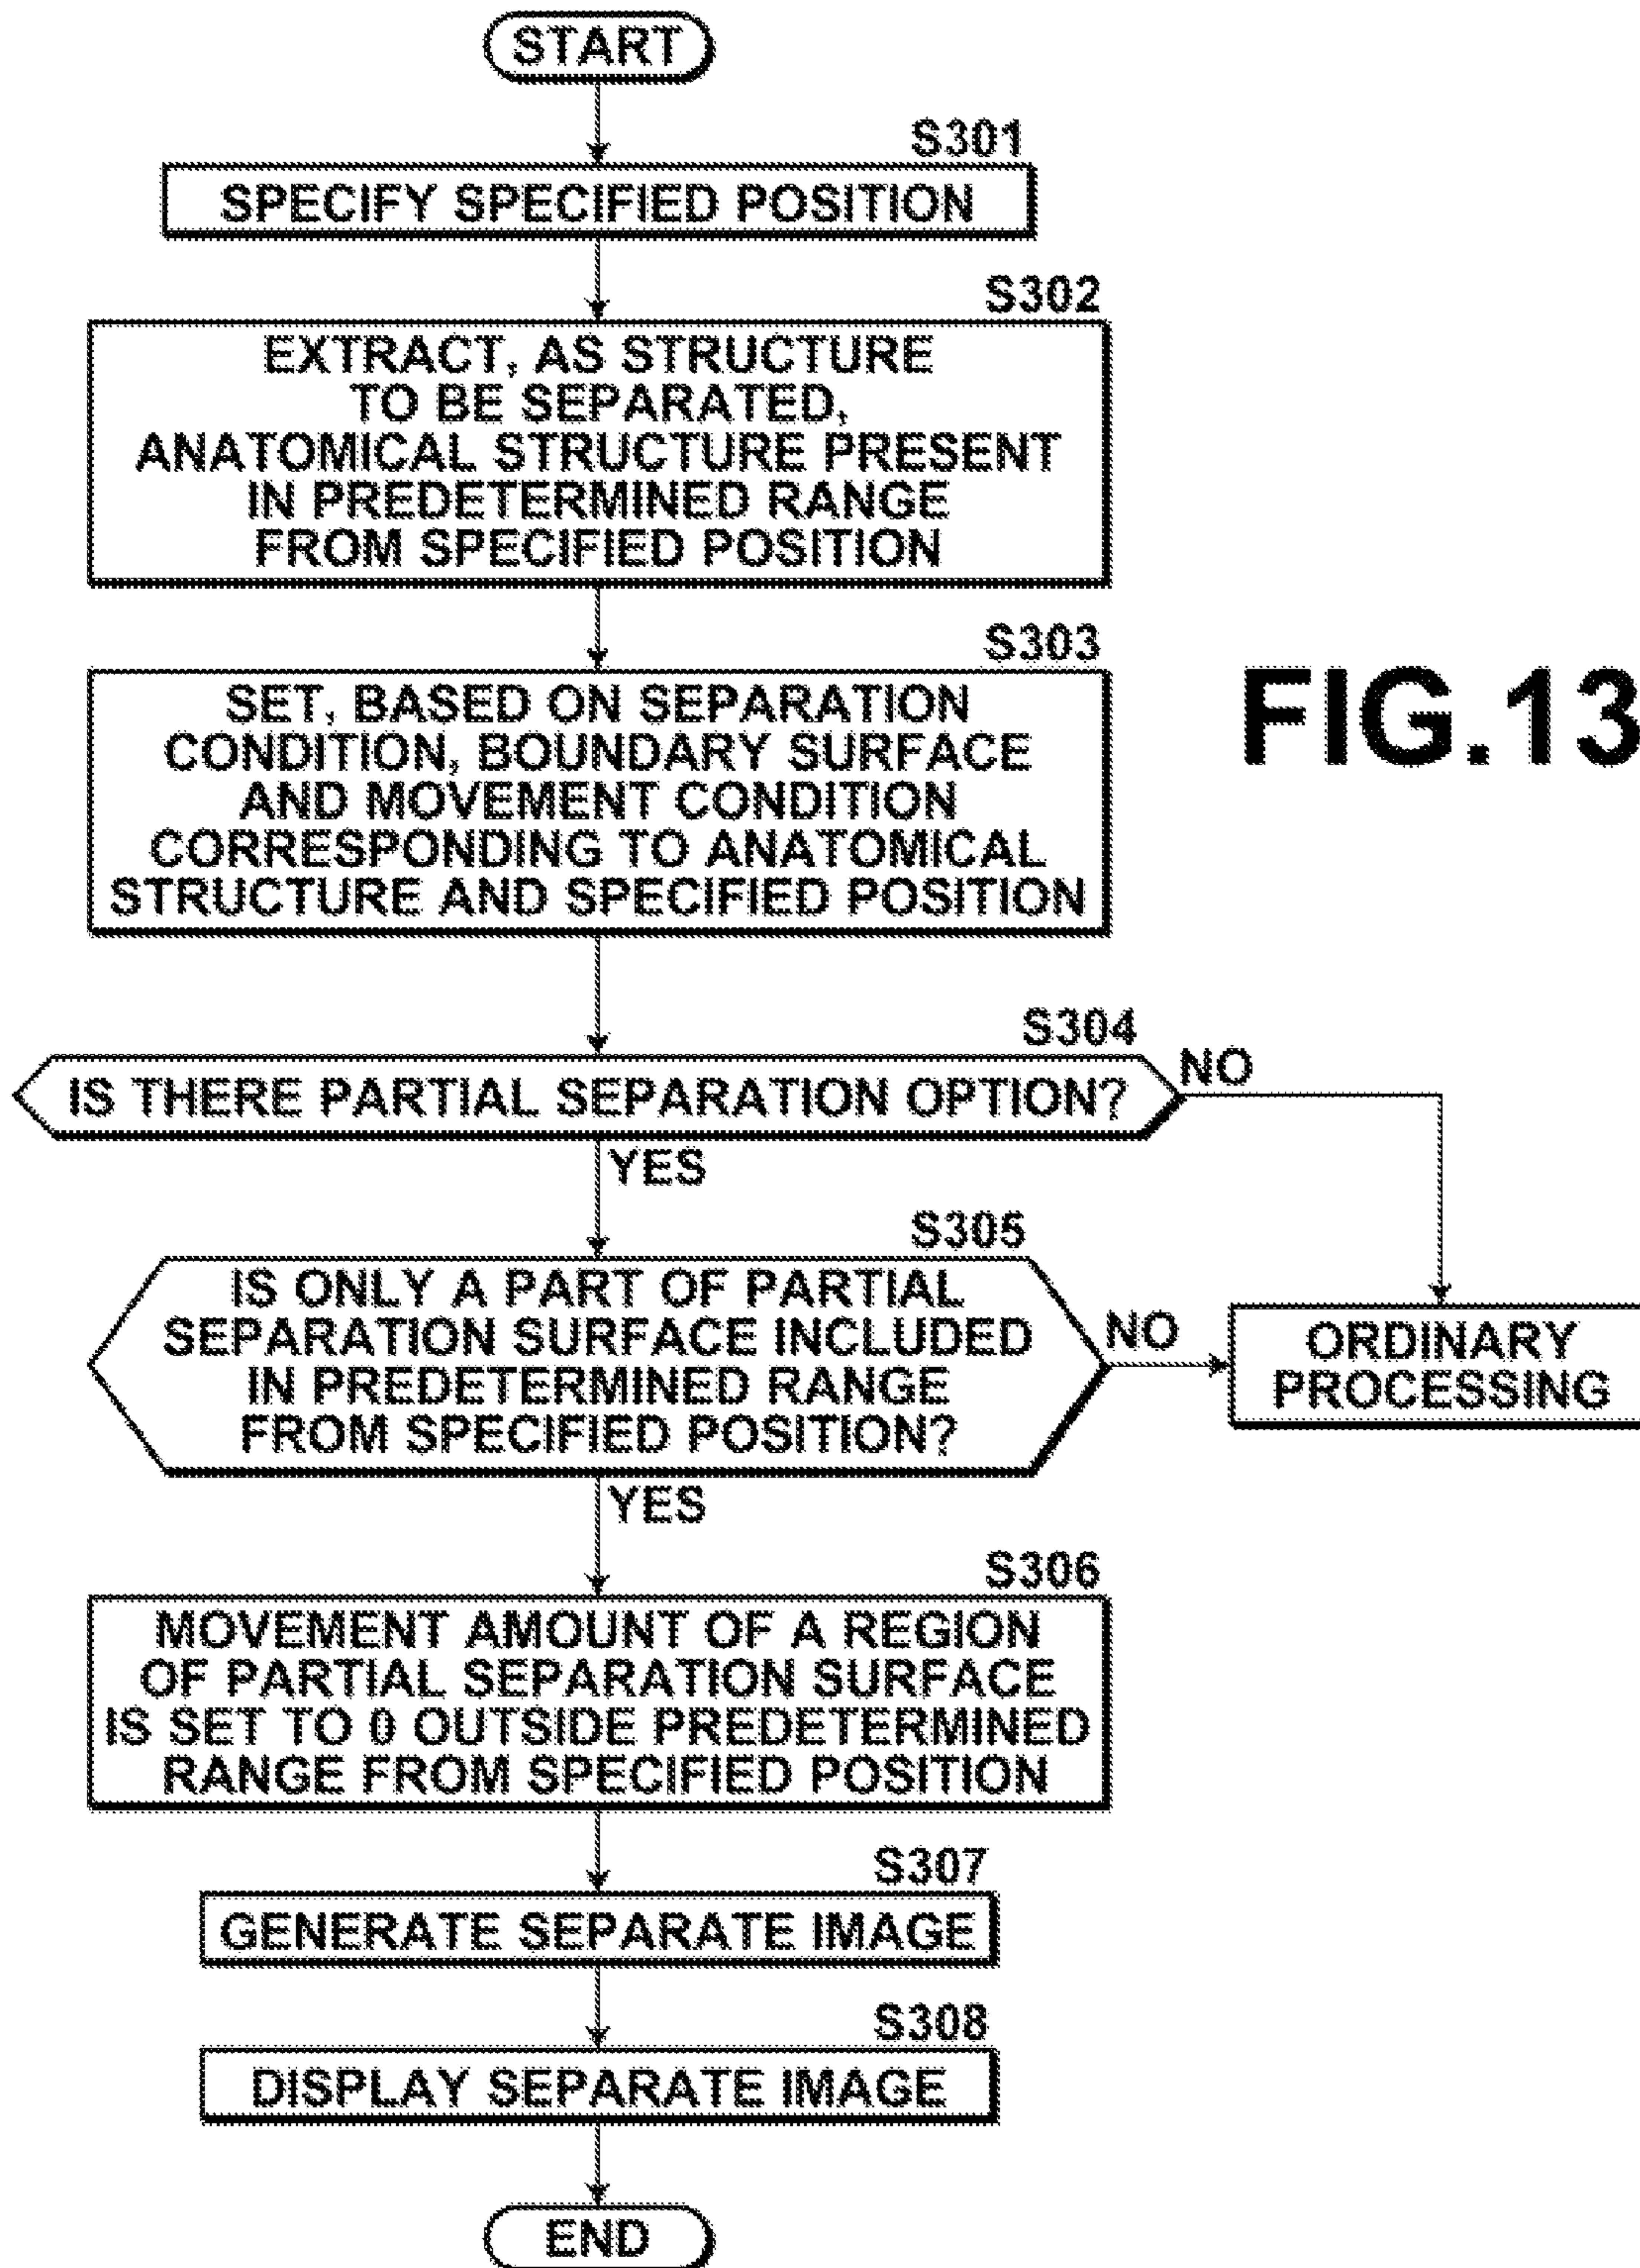 START
S301
SPECIFY SPECIFIED POSITION
S302
EXTRACT, AS STRUCTURE
TO BE SEPARATED,
ANATOMICAL STRUCTURE PRESENT
IN PREDETERMINED RANGE
FROM SPECIFIED POSITION
S303
SET, BASED ON SEPARATION
CONDITION, BOUNDARY SURFACE
AND MOVEMENT CONDITION
CORRESPONDING TO ANATOMICAL
STRUCTURE AND SPECIFIED POSITION
FIG.13
S304
IS THERE PARTIAL SEPARATION OPTION?
NO
YES
S305
IS ONLY A PART OF PARTIAL
SEPARATION SURFACE INCLUDED
IN PREDETERMINED RANGE
FROM SPECIFIED POSITION?
NO
ORDINARY
PROCESSING
YES
S306
MOVEMENT AMOUNT OF A REGION
OF PARTIAL SEPARATION SURFACE
IS SET TO 0 OUTSIDE PREDETERMINED
RANGE FROM SPECIFIED POSITION
S307
GENERATE SEPARATE IMAGE
S308
DISPLAY SEPARATE IMAGE
END